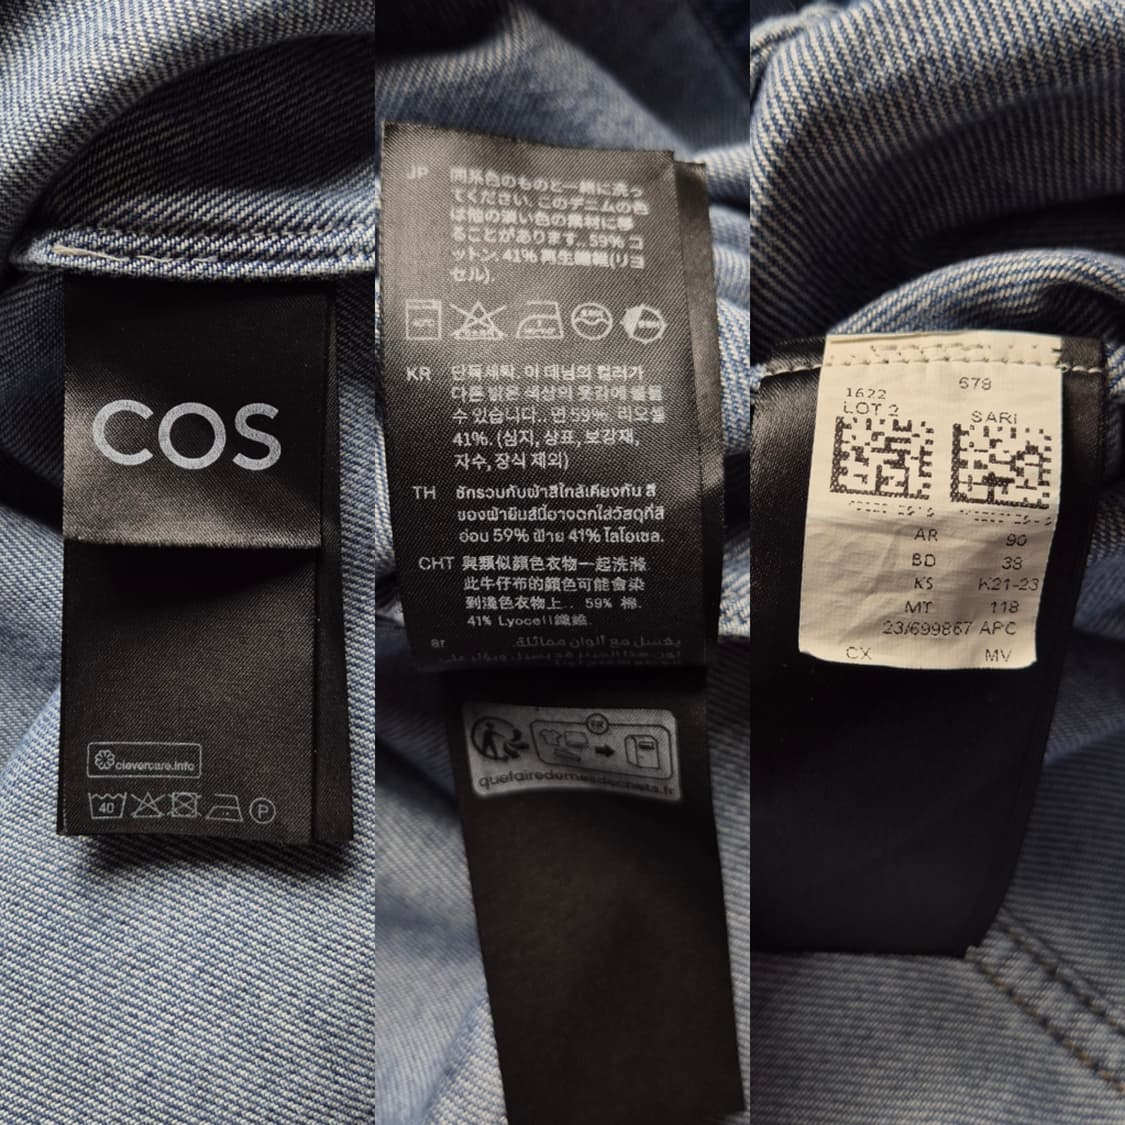 COS
clevercare.info
40
P
JP
同系色のものと一緒に洗っ
てください. このデニムの色
は他の濃い色の素材に移
ることがあります.. 59% コ
ットン. 41% 再生繊維(リヨ
セル).
KR 단독세탁. 이 데님의 컬러가
다른 밝은 색상의 옷감에 물들
수 있습니다. 면 59%. 리오셀
41%. (심지, 상표, 보강재,
자수, 장식 제외)
TH ซักรวมกับผ้าสีใกล้เคียงกัน สี
ของผ้ายีนส์นี้อาจตกใส่วัสดุที่สี
อ่อน 59% ฝ้าย 41% ไลโอเซล.
CHT 與類似顏色衣物一起洗滌.
此牛仔布的顏色可能會染
到淺色衣物上.. 59% 棉.
41% Lyocell纖維.
ar يغسل مع ألوان مماثلة.
FR
quefairedemesdechets.fr
1622 678
LOT 2 SARI
AR 90
BD 38
KS K21-23
MT 118
23/699867 APC
CX MV